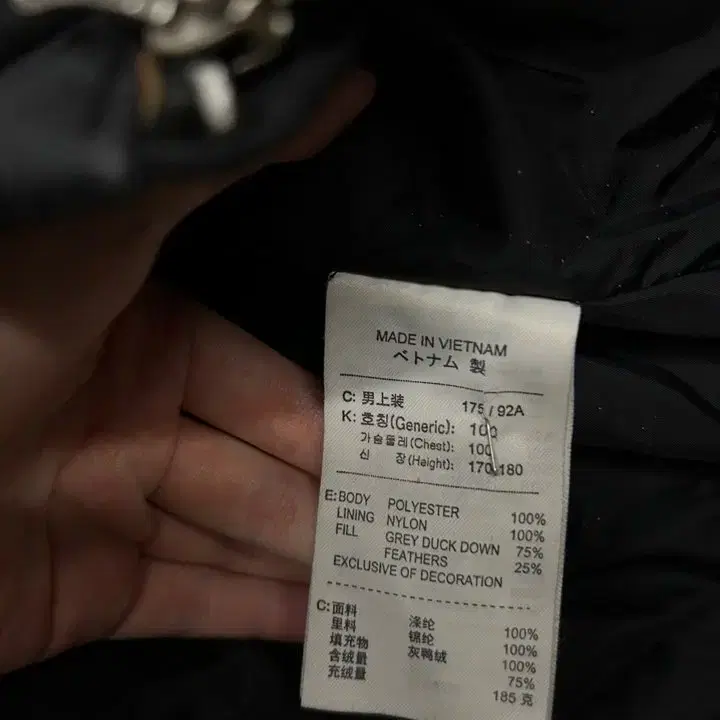 MADE IN VIETNAM
ベトナム 製
C: 男上装 175 / 92A
K: 호칭(Generic): 100
가슴둘레(Chest): 100
신 장(Height): 170-180
E: BODY POLYESTER 100%
LINING NYLON 100%
FILL GREY DUCK DOWN 75%
FEATHERS 25%
EXCLUSIVE OF DECORATION
C: 面料 涤纶 100%
里料 锦纶 100%
填充物 灰鸭绒 100%
含绒量 75%
充绒量 185 克